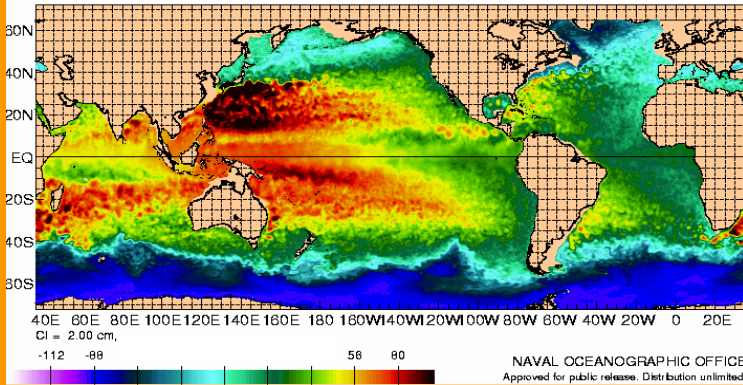 60N
40N
20N
EQ
20S
40S
60S
40E 60E 80E 100E 120E 140E 160E 180 160W 140W 120W 100W 80W 60W 40W 20W 0 20E
CI = 2.00 cm,
-112 -98 56 80
NAVAL OCEANOGRAPHIC OFFICE
Approved for public release. Distribution unlimited